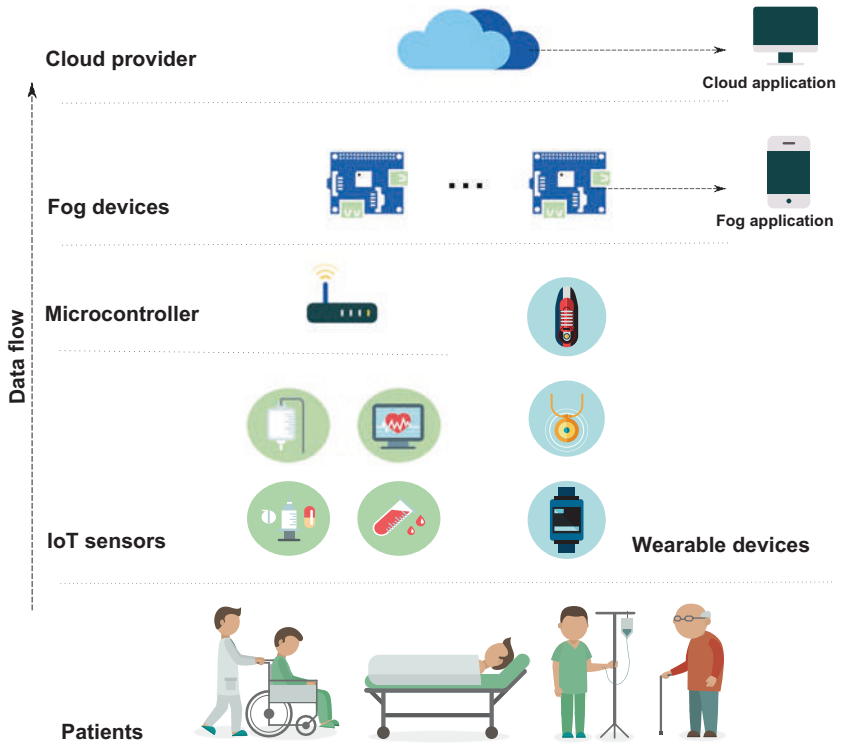 Cloud provider
Cloud application
Fog devices
Fog application
Microcontroller
Data flow
IoT sensors
Wearable devices
Patients